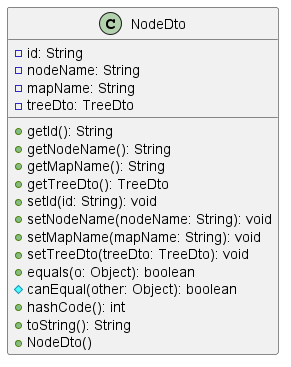 C NodeDto
id: String
nodeName: String
mapName: String
treeDto: TreeDto
getId(): String
getNodeName(): String
getMapName(): String
getTreeDto(): TreeDto
setId(id: String): void
setNodeName(nodeName: String): void
setMapName(mapName: String): void
setTreeDto(treeDto: TreeDto): void
equals(o: Object): boolean
canEqual(other: Object): boolean
hashCode(): int
toString(): String
NodeDto()